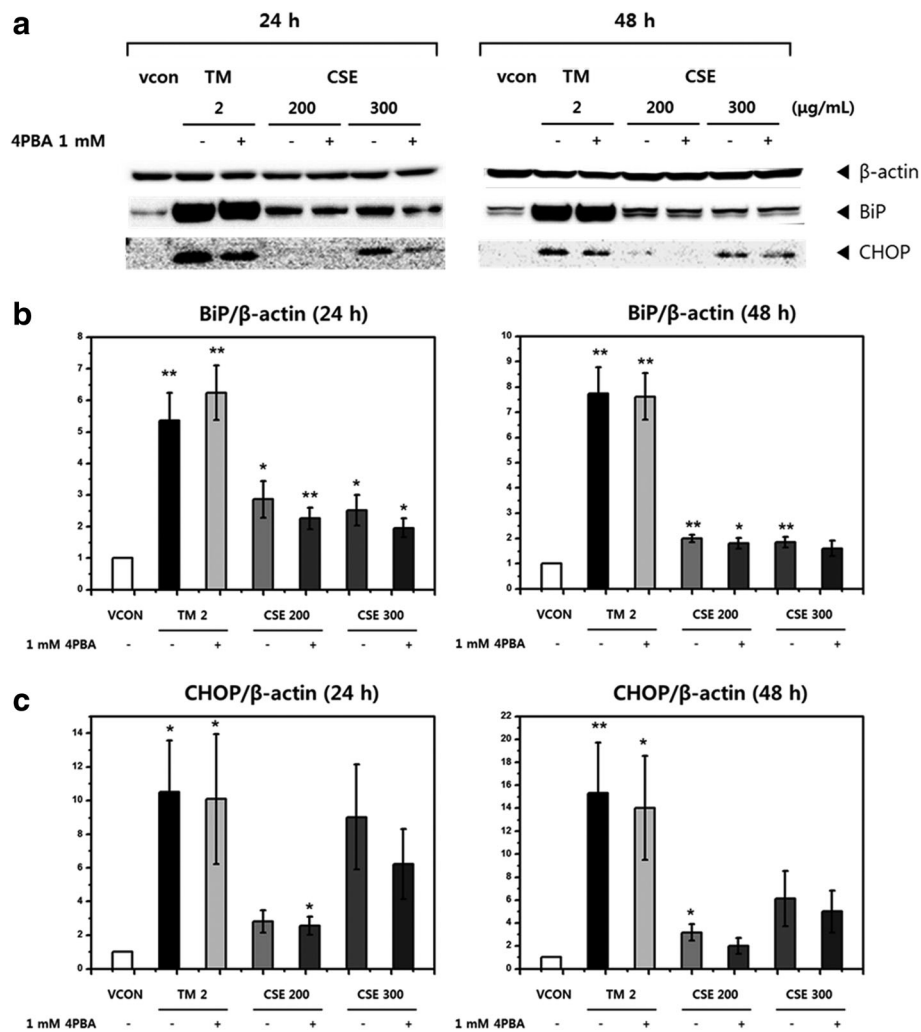 a
24 h
48 h
vcon TM CSE
vcon TM CSE
2 200 300
2 200 300 (µg/mL)
4PBA 1 mM - + - + - +
- + - + - +
◄ β-actin
◄ BiP
◄ CHOP
b
BiP/β-actin (24 h)
8
7
6
5
4
3
2
1
0
** ** * ** * *
VCON TM 2 CSE 200 CSE 300
1 mM 4PBA - - + - + - +
BiP/β-actin (48 h)
10
9
8
7
6
5
4
3
2
1
0
** ** ** * **
VCON TM 2 CSE 200 CSE 300
1 mM 4PBA - - + - + - +
c
CHOP/β-actin (24 h)
14
12
10
8
6
4
2
0
* * *
VCON TM 2 CSE 200 CSE 300
1 mM 4PBA - - + - + - +
CHOP/β-actin (48 h)
22
20
18
16
14
12
10
8
6
4
2
0
** * *
VCON TM 2 CSE 200 CSE 300
1 mM 4PBA - - + - + - +